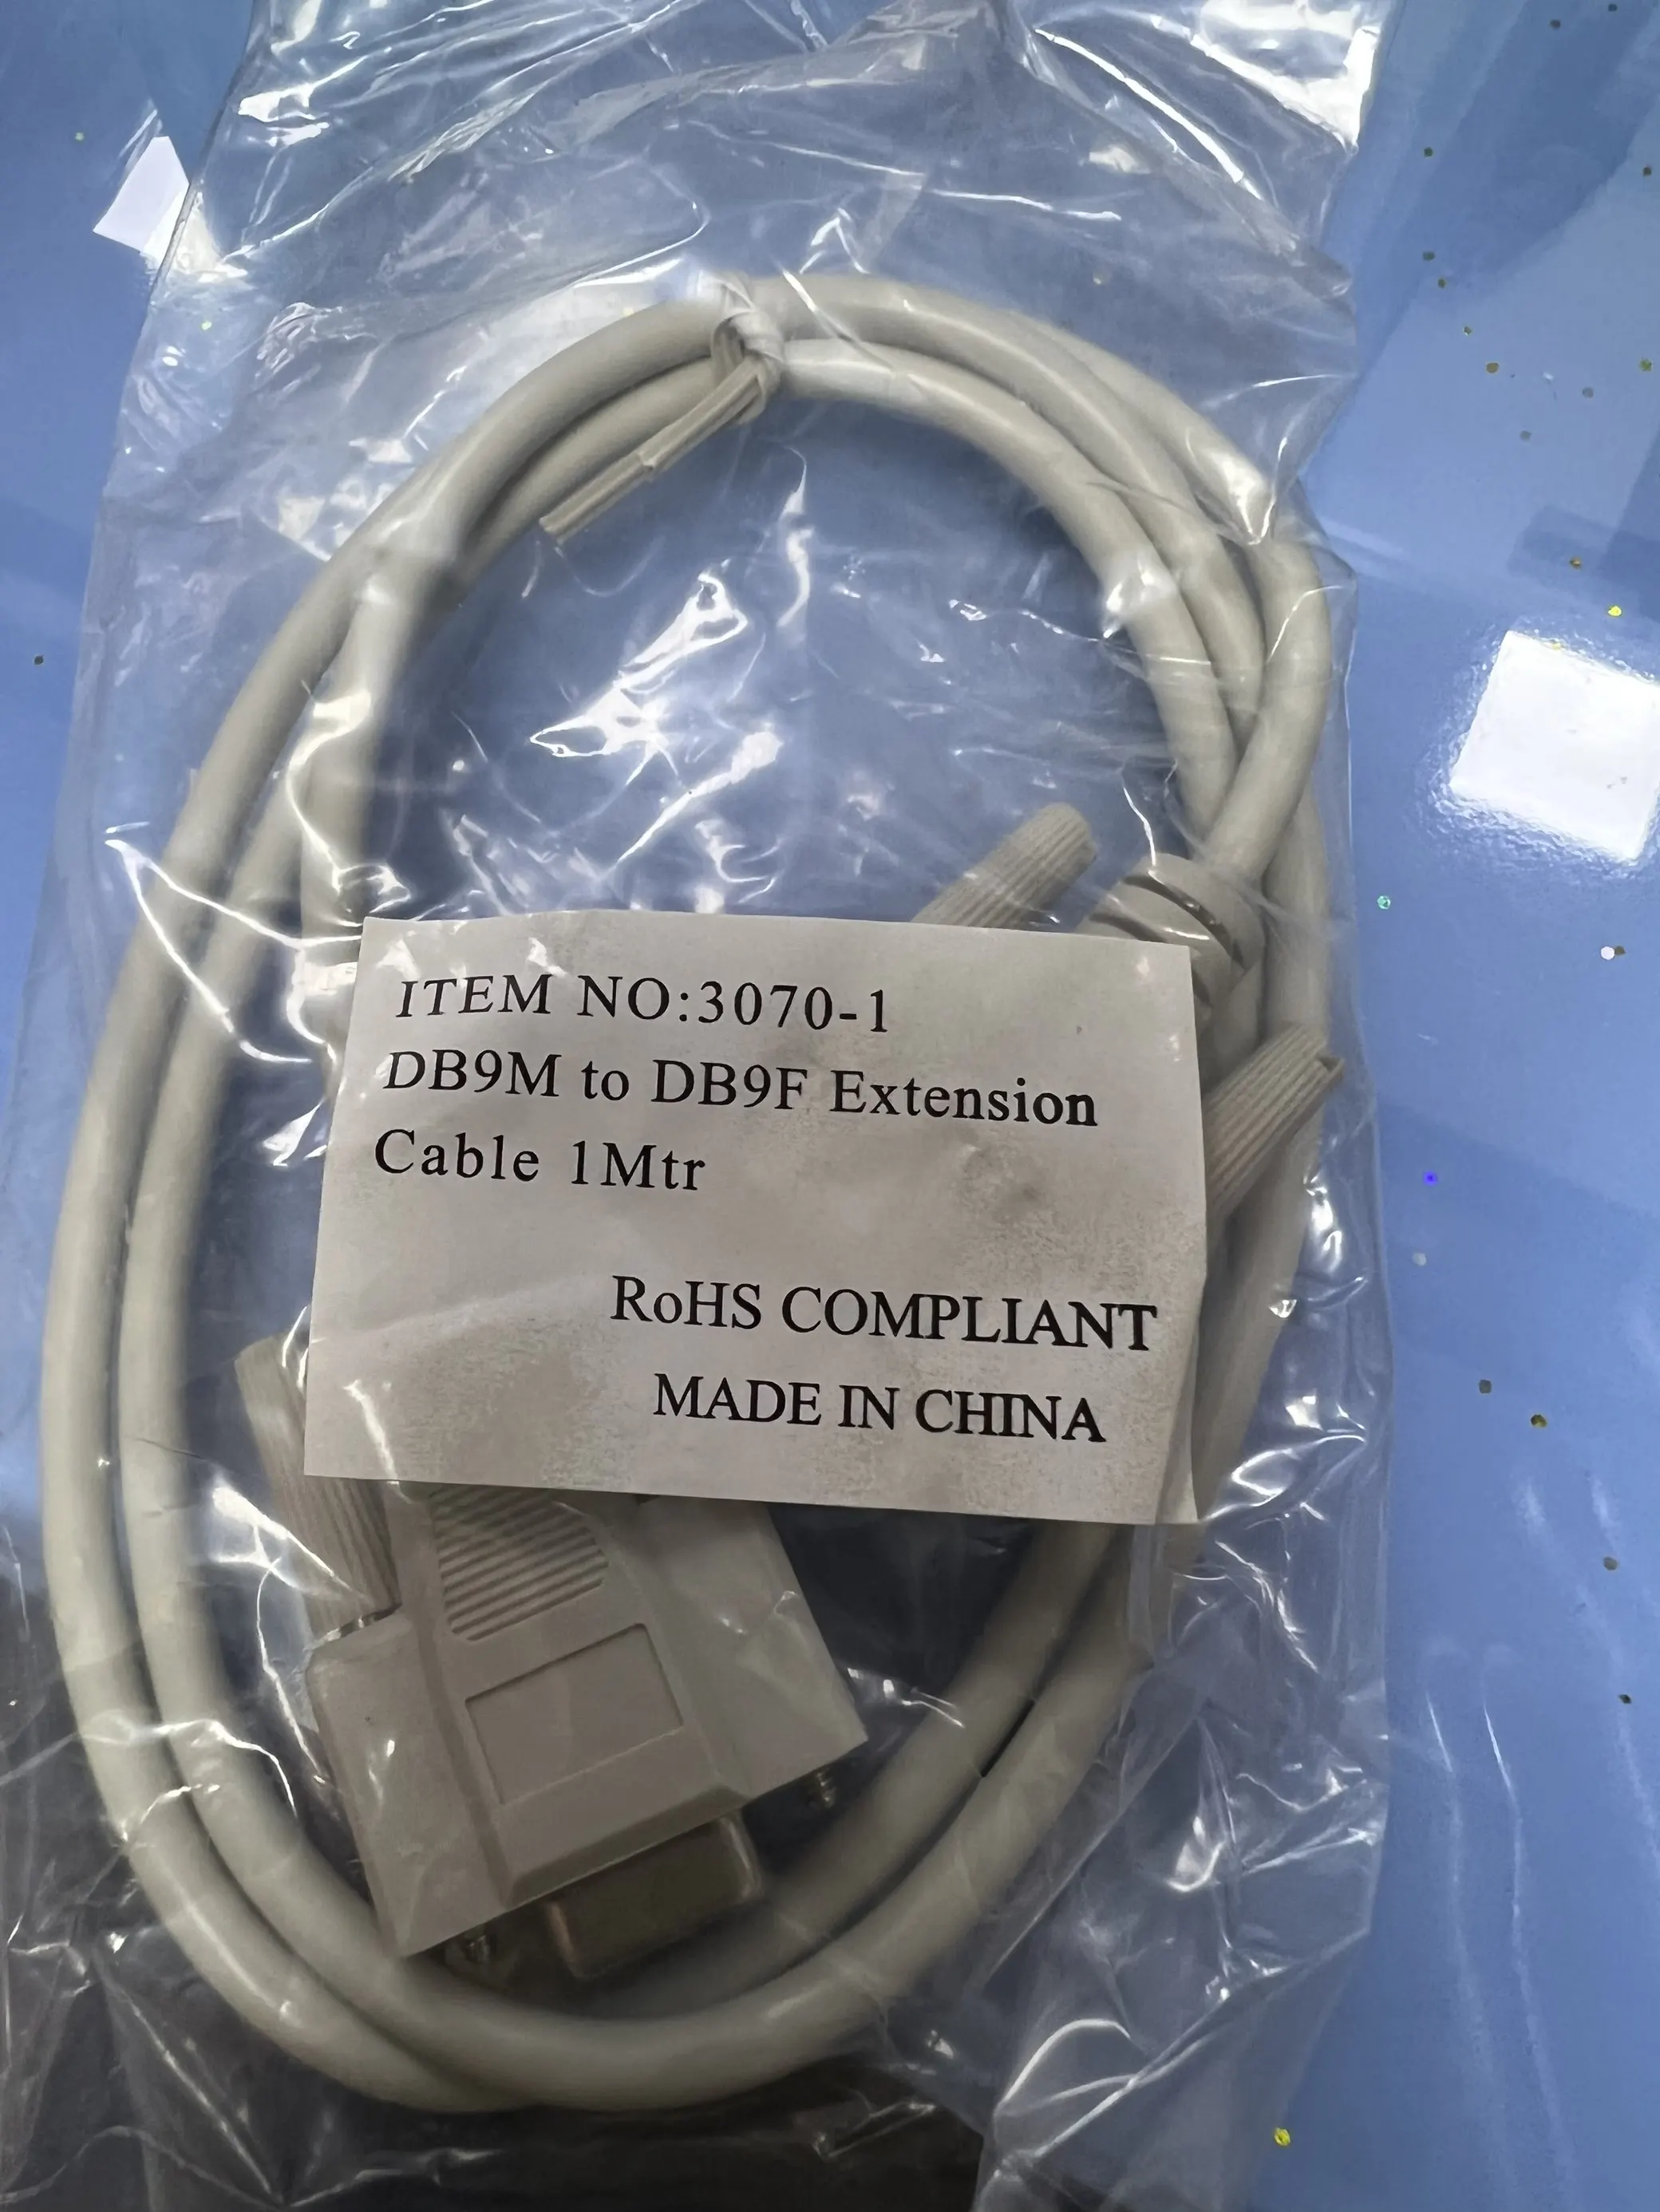 ITEM NO:3070-1
DB9M to DB9F Extension
Cable 1Mtr
RoHS COMPLIANT
MADE IN CHINA